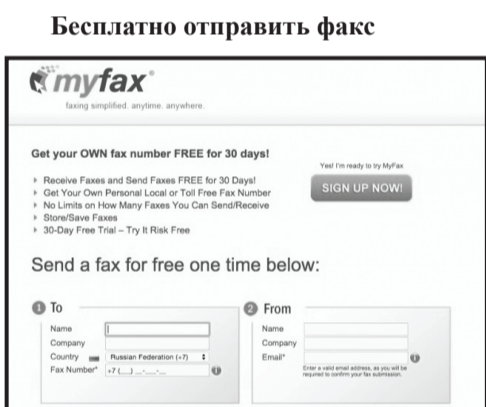 Бесплатно отправить факс
myfax
faxing simplified. anytime. anywhere.
Get your OWN fax number FREE for 30 days!
Receive Faxes and Send Faxes FREE for 30 Days!
Get Your Own Personal Local or Toll Free Fax Number
No Limits on How Many Faxes You Can Send/Receive
Store/Save Faxes
30-Day Free Trial – Try It Risk Free
Yes! I'm ready to try MyFax
SIGN UP NOW!
Send a fax for free one time below:
1 To
Name
Company
Country Russian Federation (+7)
Fax Number* +7 (___) ___-__-__
2 From
Name
Company
Email*
Enter a valid email address, as you will be
required to confirm your fax submission.